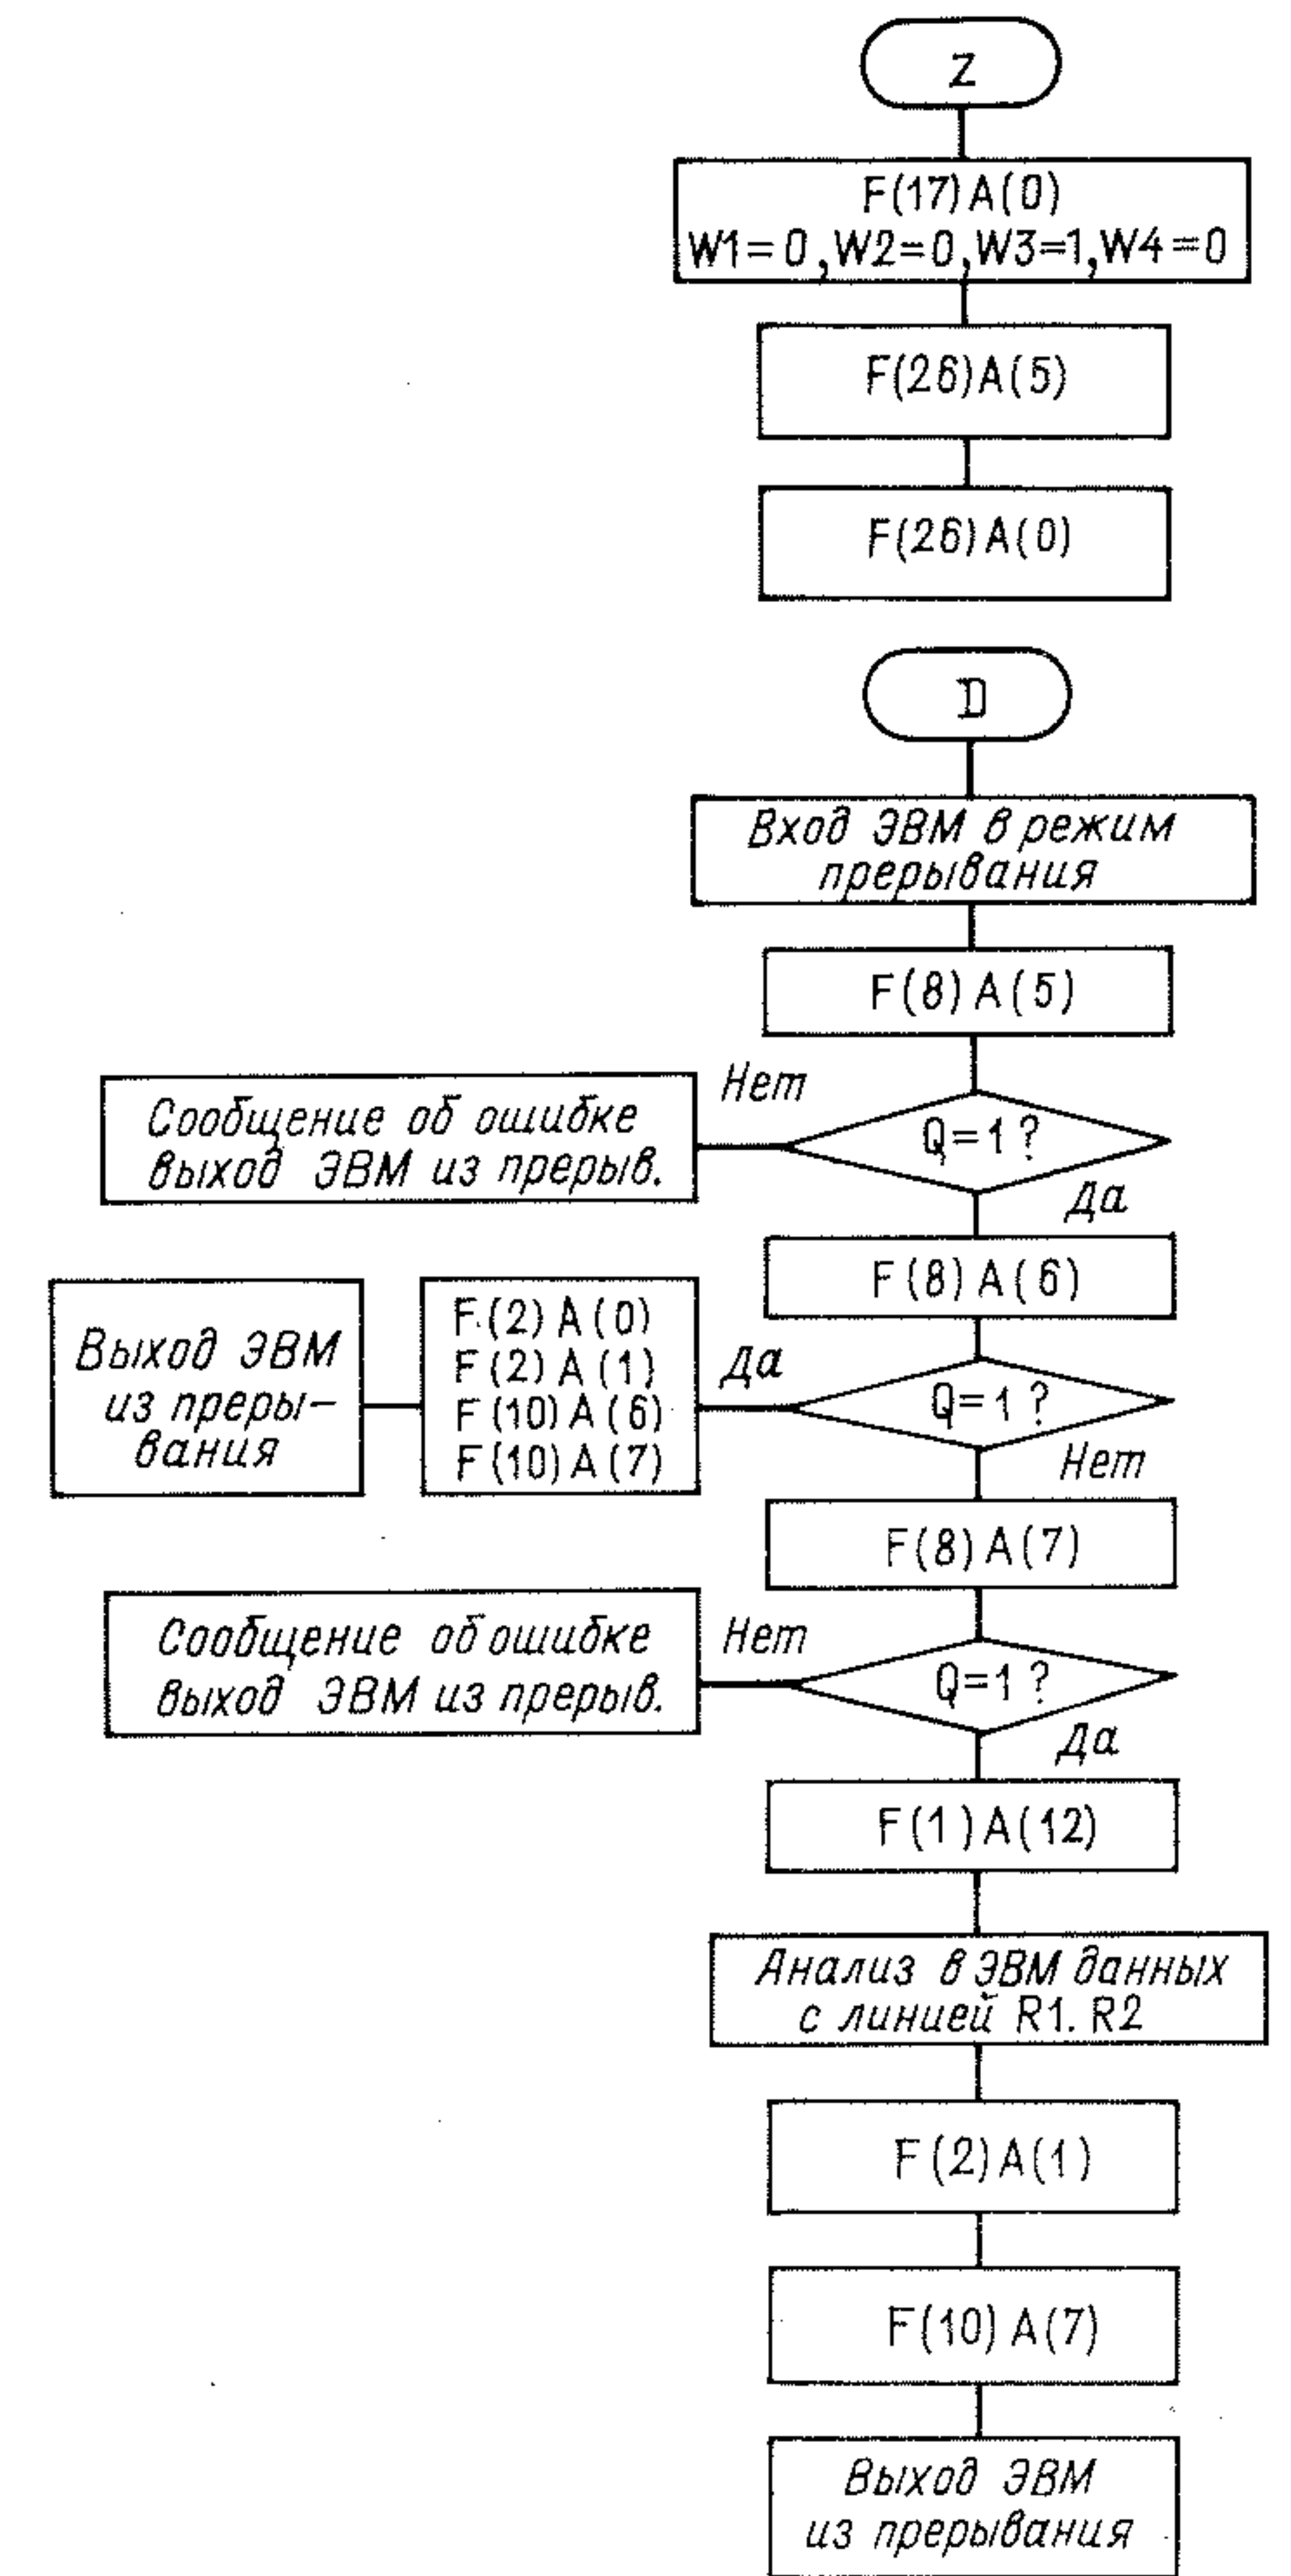 Z
F(17)A(0)
W1=0,W2=0,W3=1,W4=0
F(26)A(5)
F(26)A(0)
D
Вход ЭВМ в режим
прерывания
F(8)A(5)
Нет
Q=1?
Сообщение об ошибке
выход ЭВМ из прерыв.
Да
F(8)A(6)
Выход ЭВМ
из преры-
вания
F(2)A(0)
F(2)A(1)
F(10)A(6)
F(10)A(7)
Да
Q=1?
Нет
F(8)A(7)
Сообщение об ошибке
выход ЭВМ из прерыв.
Нет
Q=1?
Да
F(1)A(12)
Анализ в ЭВМ данных
с линией R1.R2
F(2)A(1)
F(10)A(7)
Выход ЭВМ
из прерывания